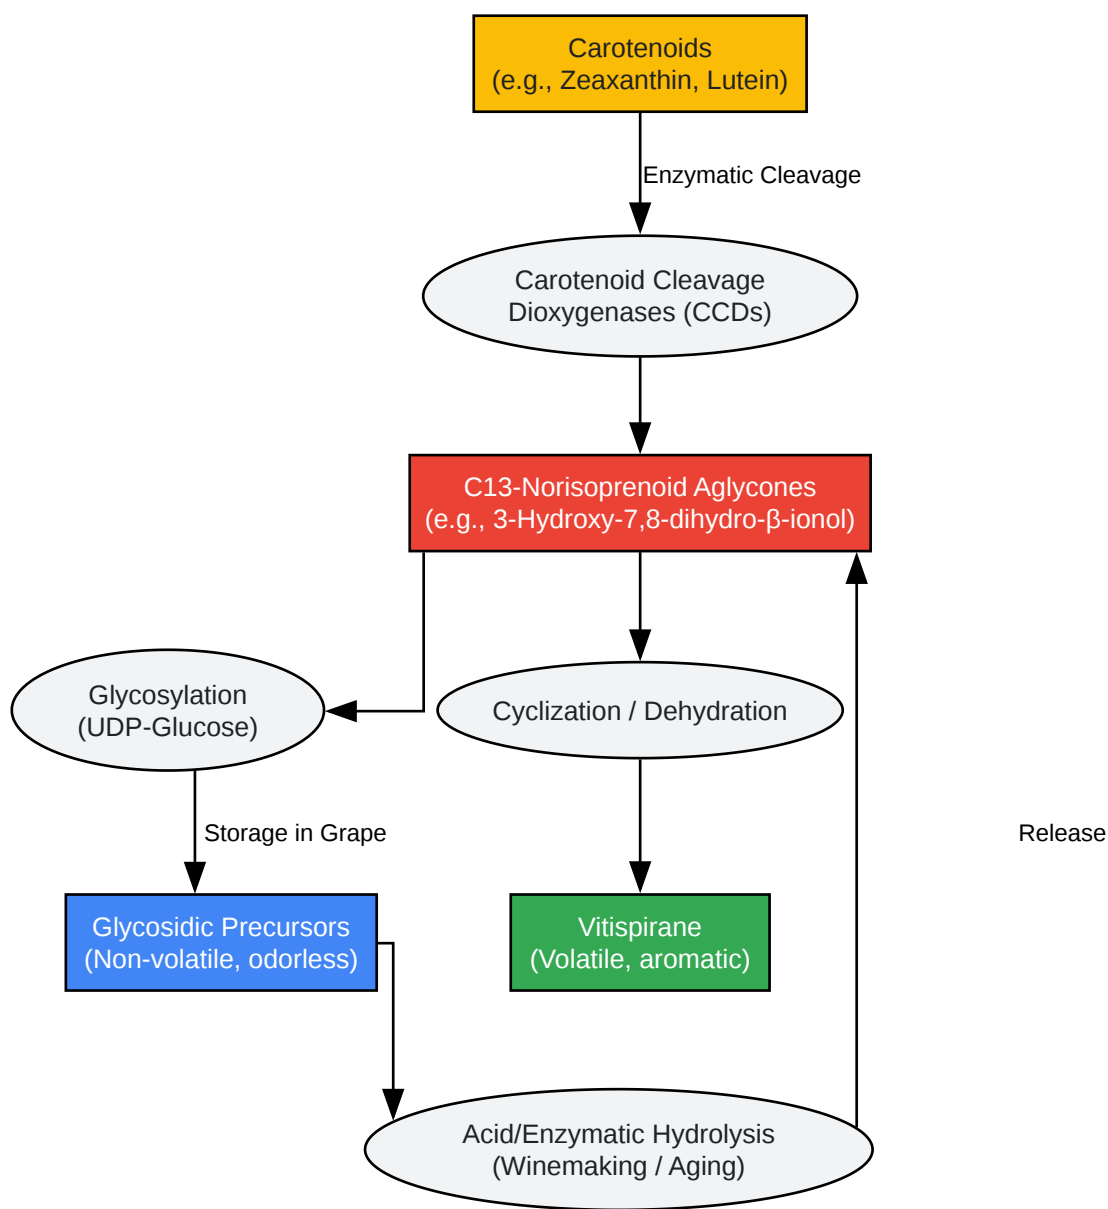 Carotenoids
(e.g., Zeaxanthin, Lutein)
Enzymatic Cleavage
Carotenoid Cleavage
Dioxygenases (CCDs)
C13-Norisoprenoid Aglycones
(e.g., 3-Hydroxy-7,8-dihydro-β-ionol)
Glycosylation
(UDP-Glucose)
Cyclization / Dehydration
Storage in Grape
Release
Glycosidic Precursors
(Non-volatile, odorless)
Vitispirane
(Volatile, aromatic)
Acid/Enzymatic Hydrolysis
(Winemaking / Aging)